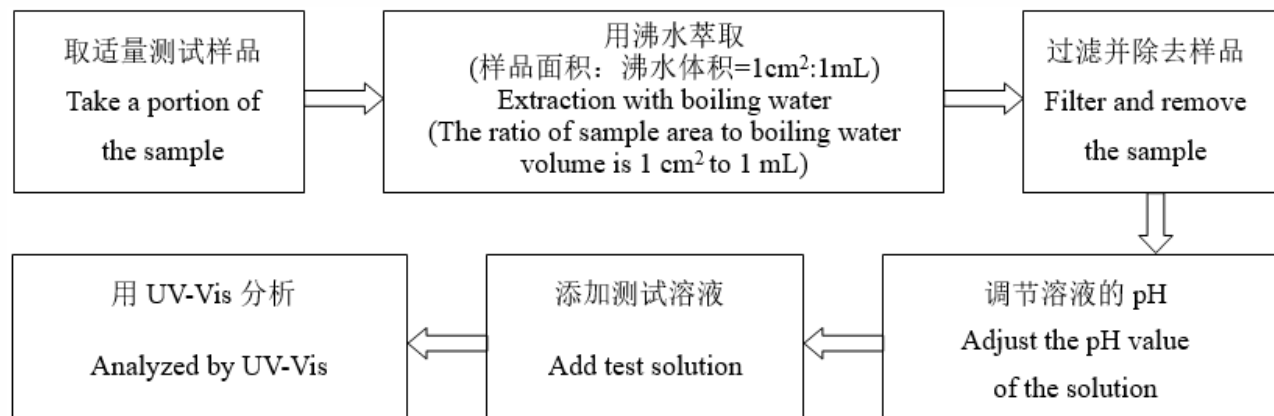 取适量测试样品
Take a portion of
the sample
用沸水萃取
(样品面积：沸水体积=1cm²:1mL)
Extraction with boiling water
(The ratio of sample area to boiling water
volume is 1 cm² to 1 mL)
过滤并除去样品
Filter and remove
the sample
调节溶液的 pH
Adjust the pH value
of the solution
添加测试溶液
Add test solution
用 UV-Vis 分析
Analyzed by UV-Vis